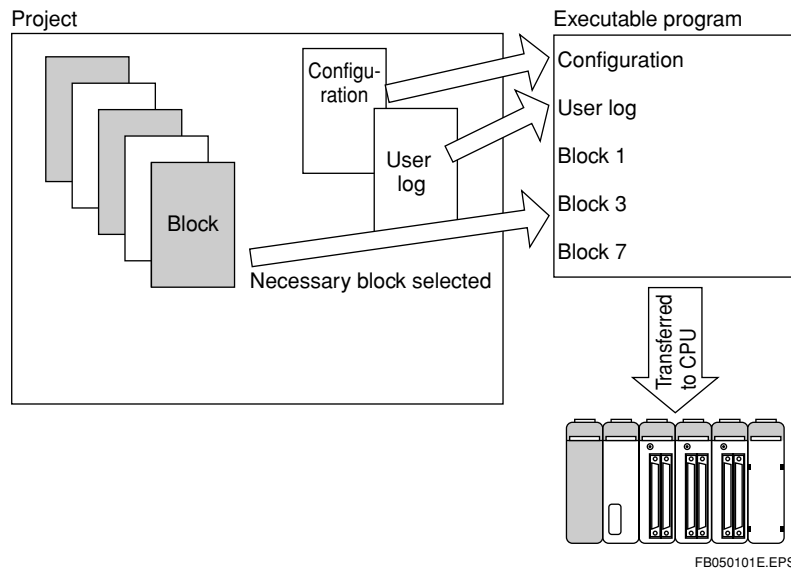 Project
Executable program
Configu-
ration
User
log
Block
Necessary block selected
Configuration
User log
Block 1
Block 3
Block 7
Transferred
to CPU
FB050101E.EPS